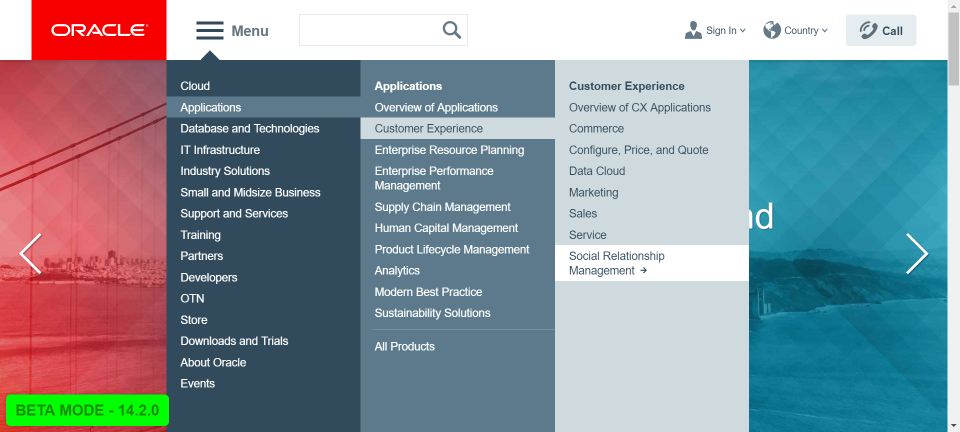 ORACLE
Menu
Sign In
Country
Call
Cloud
Applications
Database and Technologies
IT Infrastructure
Industry Solutions
Small and Midsize Business
Support and Services
Training
Partners
Developers
OTN
Store
Downloads and Trials
About Oracle
Events
Applications
Overview of Applications
Customer Experience
Enterprise Resource Planning
Enterprise Performance
Management
Supply Chain Management
Human Capital Management
Product Lifecycle Management
Analytics
Modern Best Practice
Sustainability Solutions
All Products
Customer Experience
Overview of CX Applications
Commerce
Configure, Price, and Quote
Data Cloud
Marketing
Sales
Service
Social Relationship
Management →
BETA MODE - 14.2.0